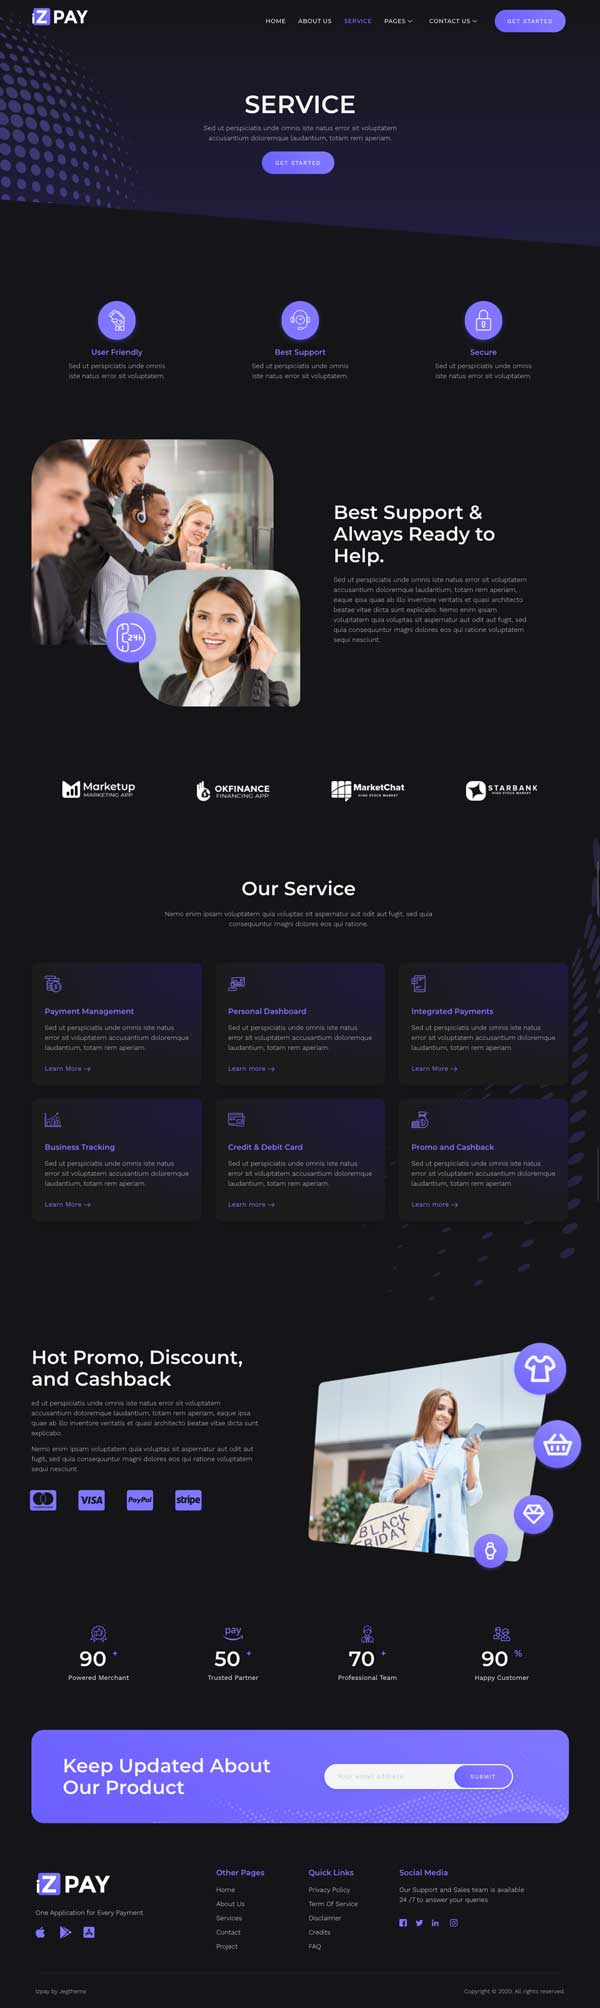 iZ PAY
HOME ABOUT US SERVICE PAGES CONTACT US GET STARTED
SERVICE
Sed ut perspiciatis unde omnis iste natus error sit voluptatem
accusantium doloremque laudantium, totam rem aperiam.
GET STARTED
User Friendly
Sed ut perspiciatis unde omnis
iste natus error sit voluptatem.
Best Support
Sed ut perspiciatis unde omnis
iste natus error sit voluptatem.
Secure
Sed ut perspiciatis unde omnis
iste natus error sit voluptatem.
24h
Best Support &
Always Ready to
Help.
Sed ut perspiciatis unde omnis iste natus error sit voluptatem
accusantium doloremque laudantium, totam rem aperiam,
eaque ipsa quae ab illo inventore veritatis et quasi architecto
beatae vitae dicta sunt explicabo. Nemo enim ipsam
voluptatem quia voluptas sit aspernatur aut odit aut fugit, sed
quia consequuntur magni dolores eos qui ratione voluptatem
sequi nesciunt.
Marketup
MARKETING APP
OKFINANCE
FINANCING APP
MarketChat
HIGH STOCK MARKET
STARBANK
HIGH STOCK MARKET
Our Service
Nemo enim ipsam voluptatem quia voluptas sit aspernatur aut odit aut fugit, sed quia
consequuntur magni dolores eos qui ratione.
Payment Management
Sed ut perspiciatis unde omnis iste natus
error sit voluptatem accusantium doloremque
laudantium, totam rem aperiam.
Learn More
Personal Dashboard
Sed ut perspiciatis unde omnis iste natus
error sit voluptatem accusantium doloremque
laudantium, totam rem aperiam.
Learn More
Integrated Payments
Sed ut perspiciatis unde omnis iste natus
error sit voluptatem accusantium doloremque
laudantium, totam rem aperiam
Learn More
Business Tracking
Sed ut perspiciatis unde omnis iste natus
error sit voluptatem accusantium doloremque
laudantium, totam rem aperiam.
Learn More
Credit & Debit Card
Sed ut perspiciatis unde omnis iste natus
error sit voluptatem accusantium doloremque
laudantium, totam rem aperiam.
Learn more
Promo and Cashback
Sed ut perspiciatis unde omnis iste natus
error sit voluptatem accusantium doloremque
laudantium, totam rem aperiam
Learn more
Hot Promo, Discount,
and Cashback
ed ut perspiciatis unde omnis iste natus error sit voluptatem
accusantium doloremque laudantium, totam rem aperiam, eaque ipsa
quae ab illo inventore veritatis et quasi architecto beatae vitae dicta sunt
explicabo.
Nemo enim ipsam voluptatem quia voluptas sit aspernatur aut odit aut
fugit, sed quia consequuntur magni dolores eos qui ratione voluptatem
sequi nesciunt.
VISA PayPal stripe
BLACK
FRIDAY
pay
90 +
Powered Merchant
50 +
Trusted Partner
70 +
Professional Team
90 %
Happy Customer
Keep Updated About
Our Product
Your email address
SUBMIT
iZ PAY
One Application for Every Payment
Other Pages
Home
About Us
Services
Contact
Project
Quick Links
Privacy Policy
Term Of Service
Disclaimer
Credits
FAQ
Social Media
Our Support and Sales team is available
24 /7 to answer your queries
Izpay by Jegtheme
Copyright © 2020. All rights reserved.